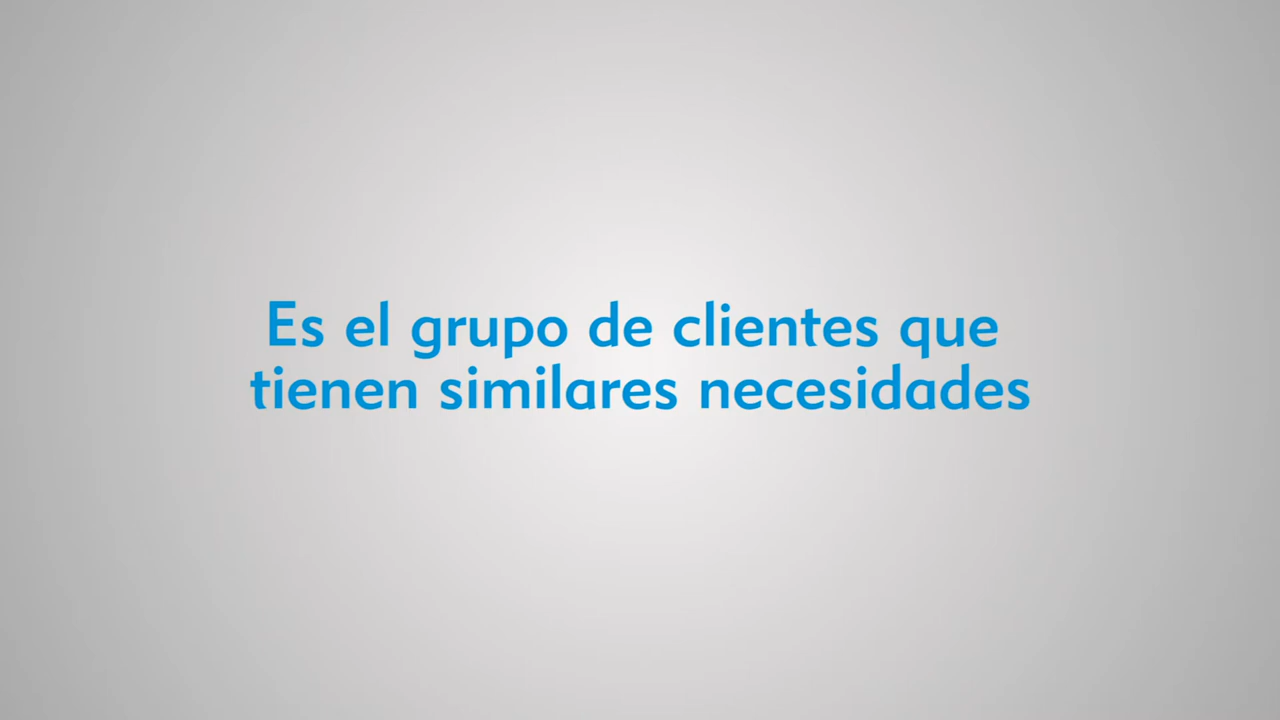 Es el grupo de clientes que
tienen similares necesidades